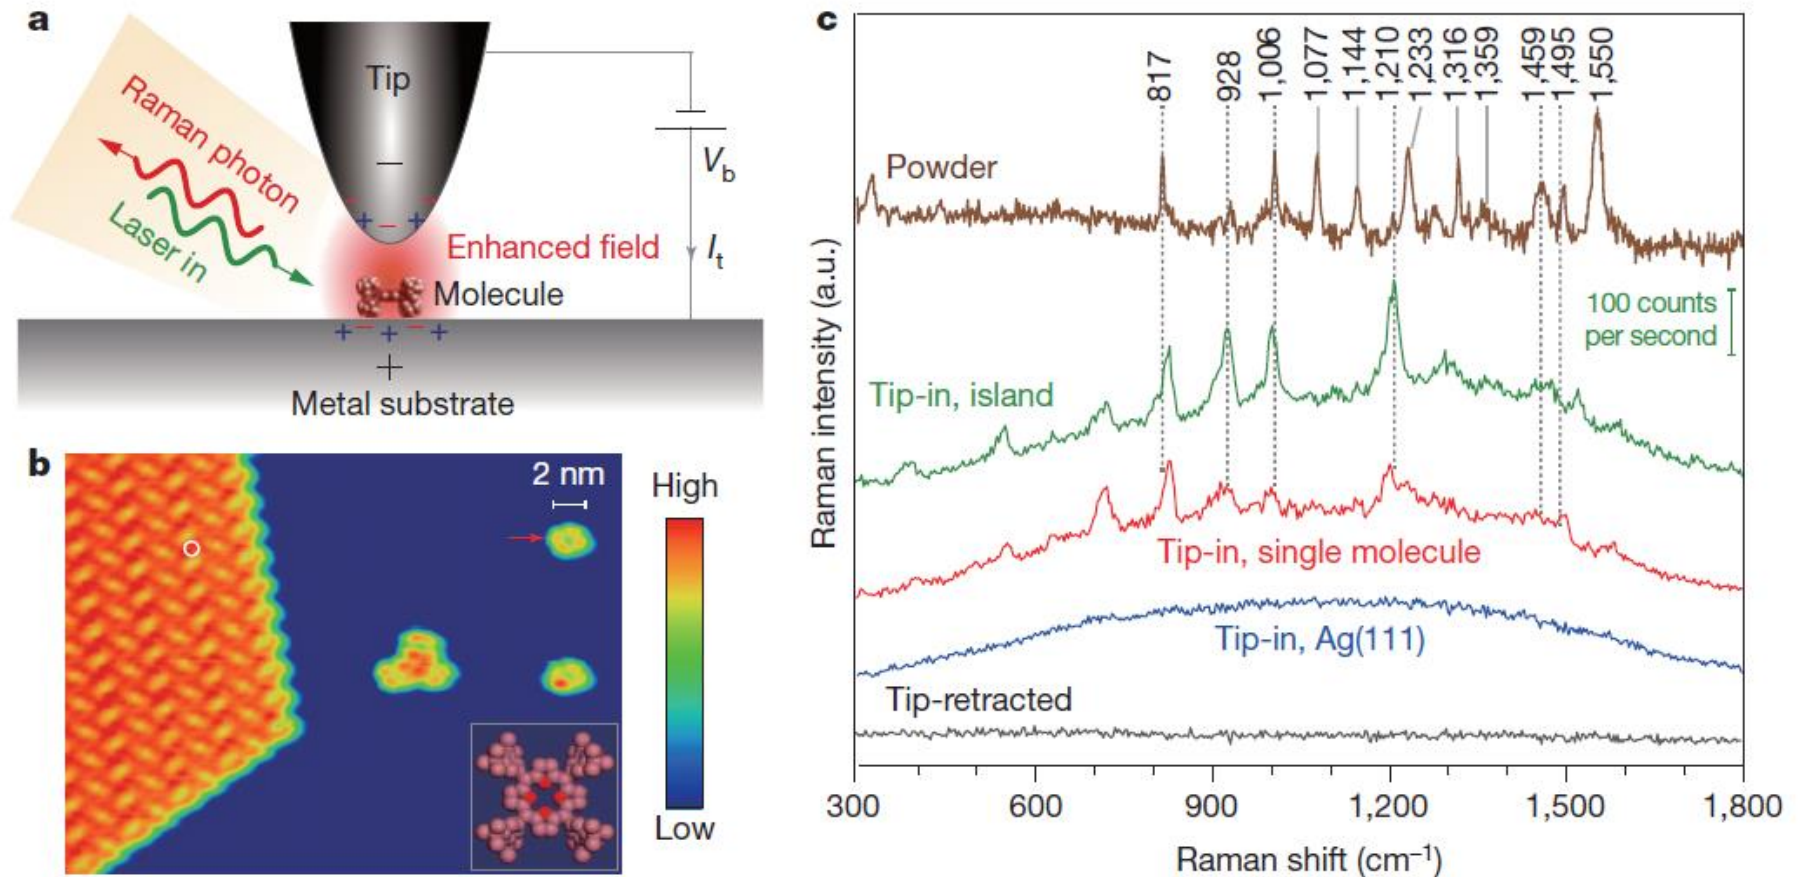 a
Tip
Raman photon
Laser in
−
+ − +
Enhanced field
Molecule
V_b
I_t
+ − + − +
+
Metal substrate
b
2 nm
High
Low
c
817
928
1,006
1,077
1,144
1,210
1,233
1,316
1,359
1,459
1,495
1,550
Powder
100 counts
per second
Tip-in, island
Tip-in, single molecule
Tip-in, Ag(111)
Tip-retracted
Raman intensity (a.u.)
300 600 900 1,200 1,500 1,800
Raman shift (cm⁻¹)